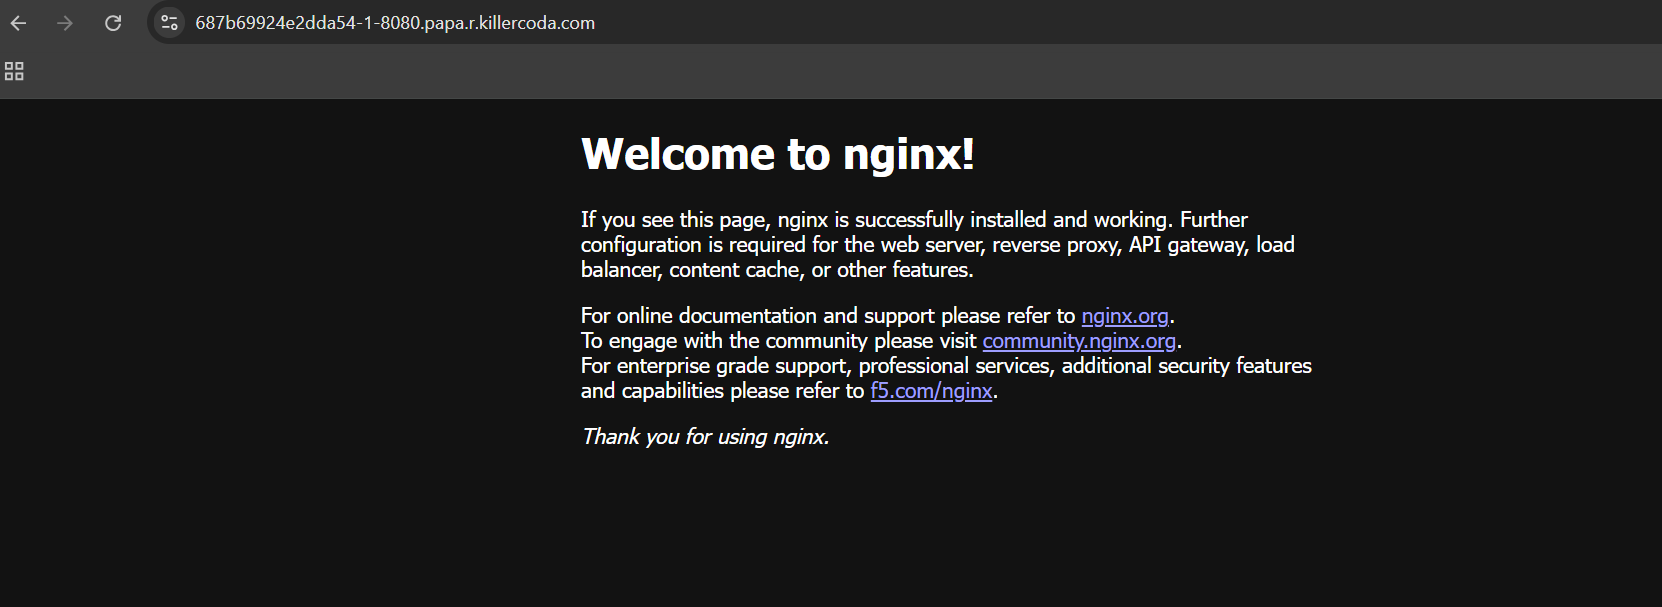 687b69924e2dda54-1-8080.papa.r.killercoda.com
Welcome to nginx!
If you see this page, nginx is successfully installed and working. Further
configuration is required for the web server, reverse proxy, API gateway, load
balancer, content cache, or other features.
For online documentation and support please refer to nginx.org.
To engage with the community please visit community.nginx.org.
For enterprise grade support, professional services, additional security features
and capabilities please refer to f5.com/nginx.
Thank you for using nginx.